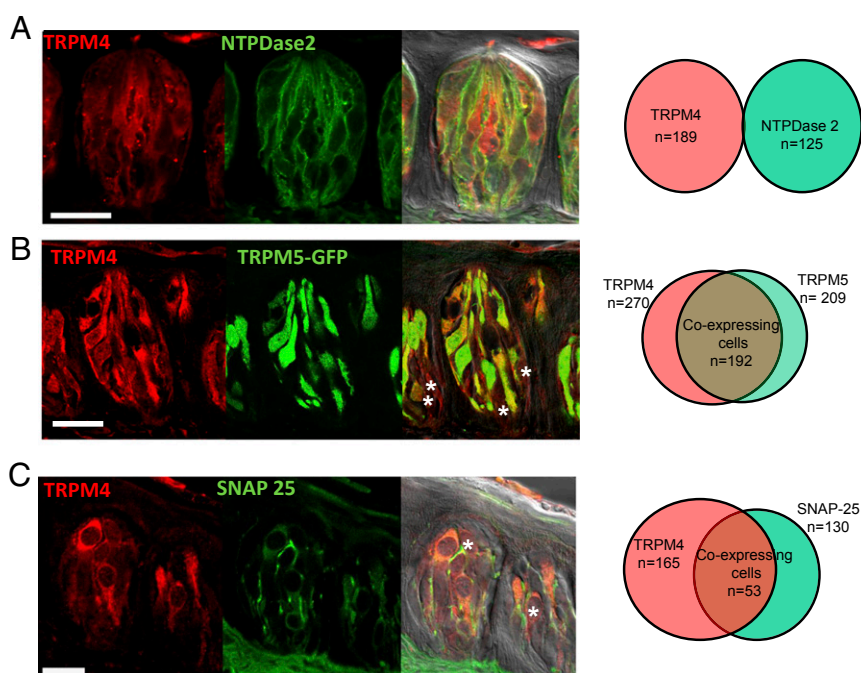 A
TRPM4
NTPDase2
TRPM4
n=189
NTPDase 2
n=125
B
TRPM4
TRPM5-GFP
TRPM4
n=270
TRPM5
n= 209
Co-expressing
cells
n=192
*
*
*
*
C
TRPM4
SNAP 25
TRPM4
n=165
SNAP-25
n=130
Co-expressing
cells
n=53
*
*